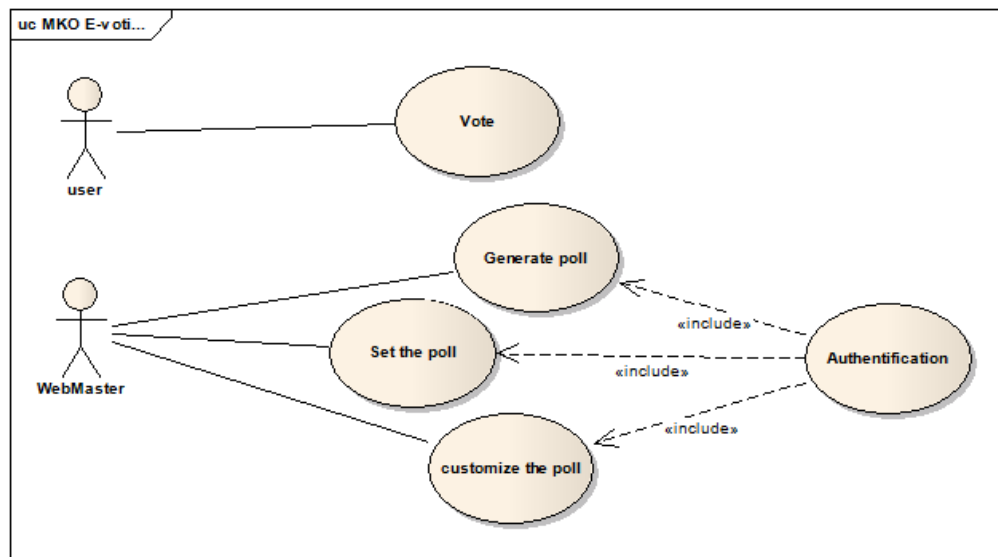 uc MKO E-voti...
Vote
user
Generate poll
«include»
Set the poll
Authentification
«include»
WebMaster
«include»
customize the poll